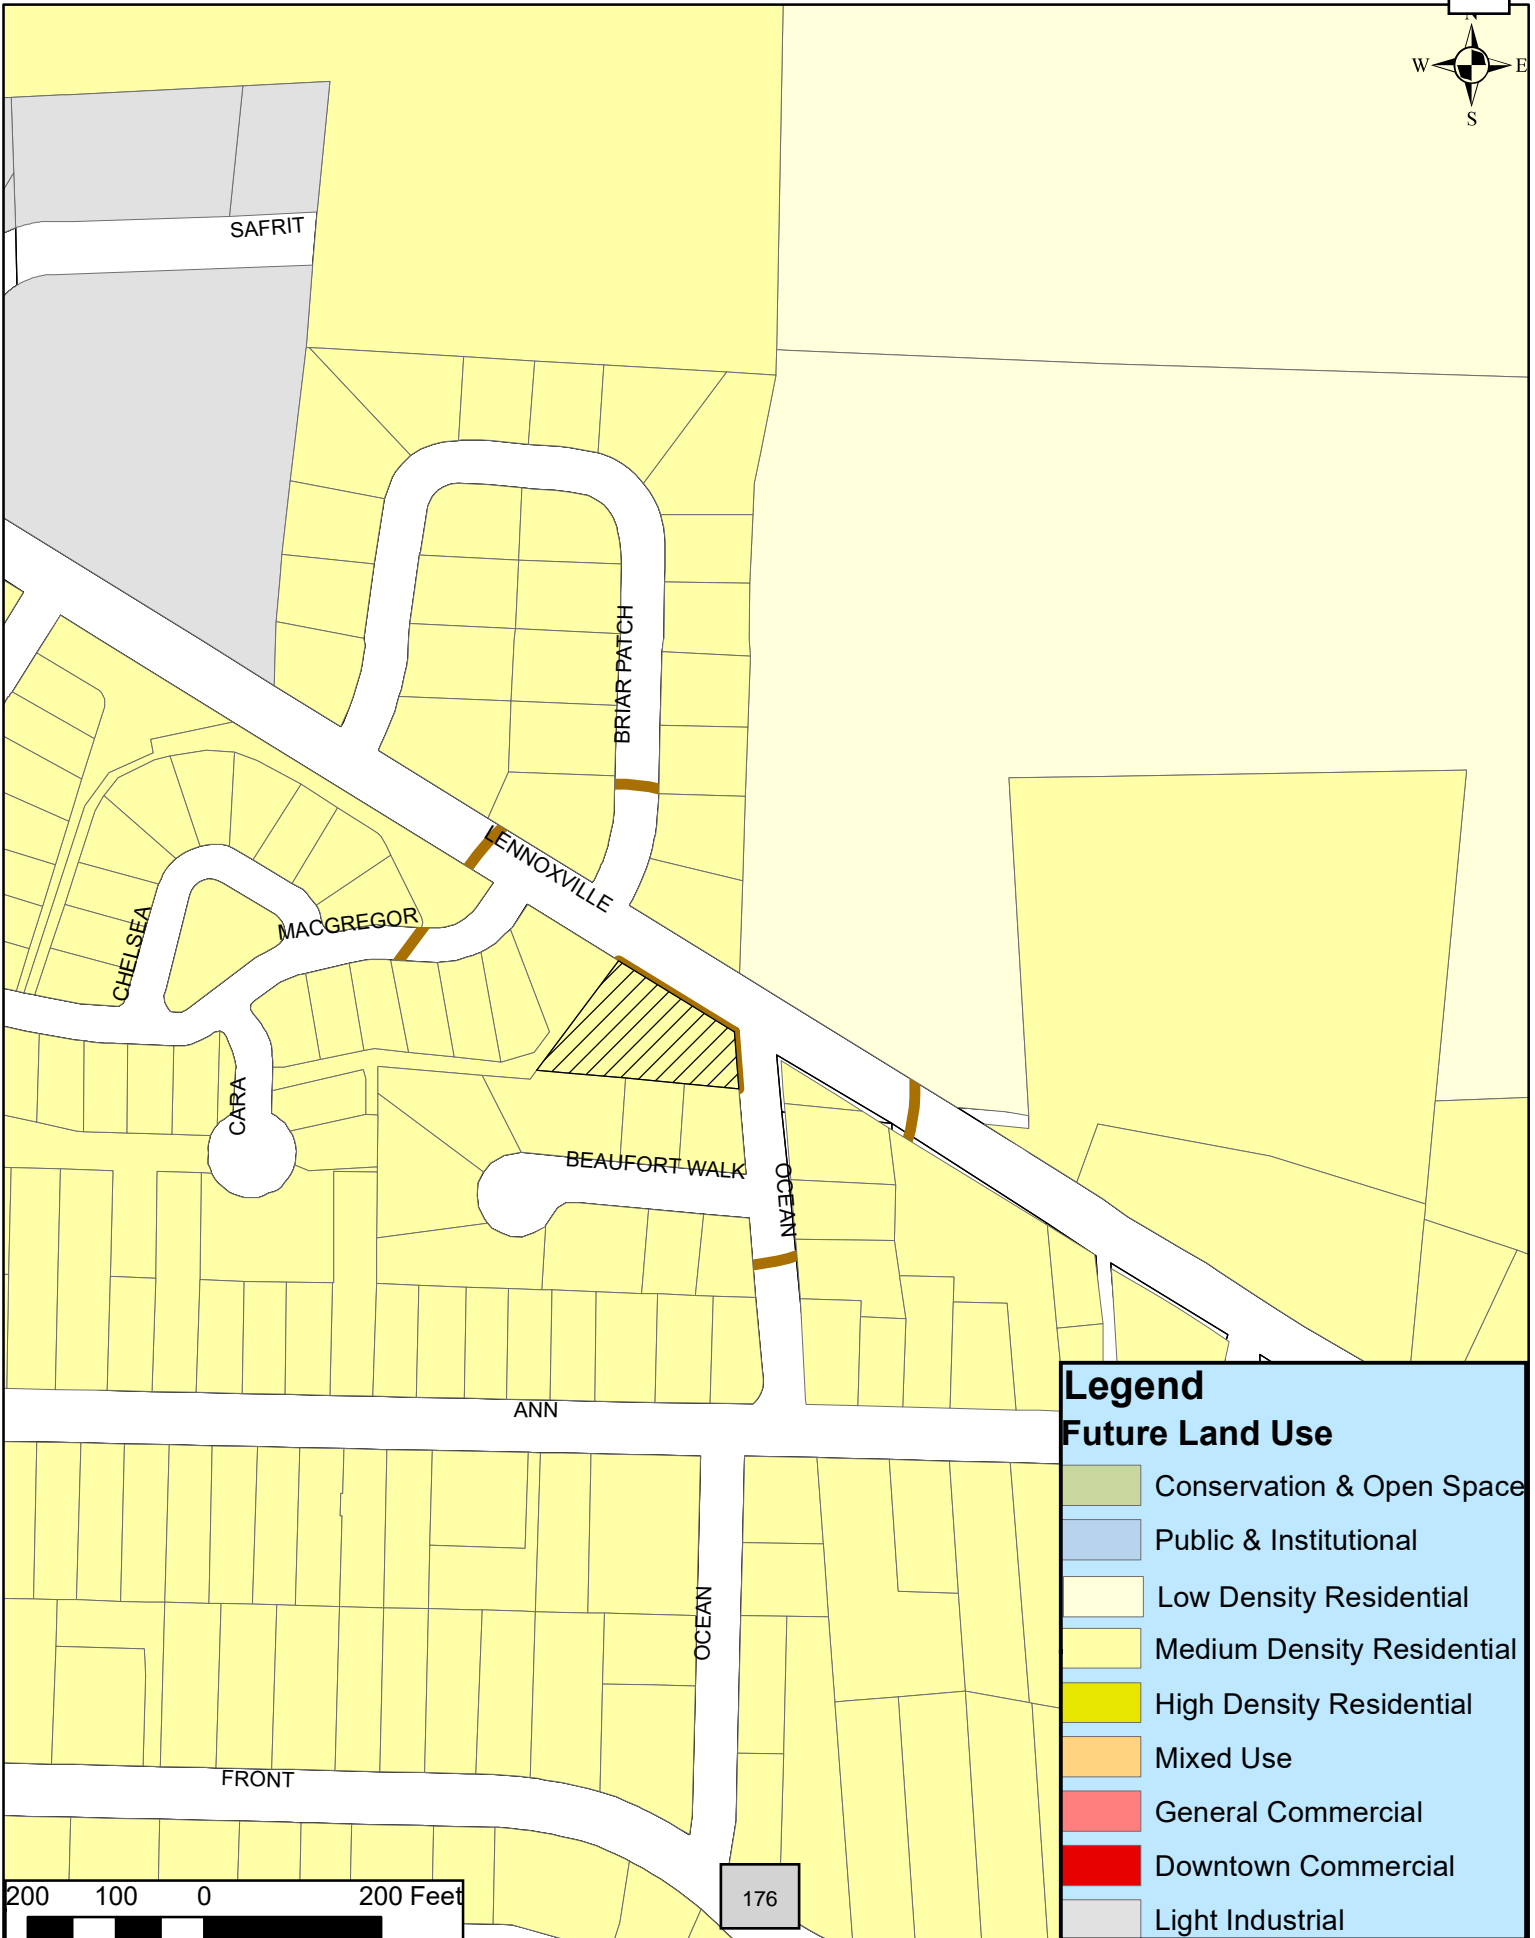 N
W E
S
SAFRIT
BRIAR PATCH
LENNOXVILLE
MACGREGOR
CHELSEA
CARA
BEAUFORT WALK
OCEAN
ANN
OCEAN
FRONT
Legend
Future Land Use
Conservation & Open Space
Public & Institutional
Low Density Residential
Medium Density Residential
High Density Residential
Mixed Use
General Commercial
Downtown Commercial
Light Industrial
200 100 0 200 Feet
176